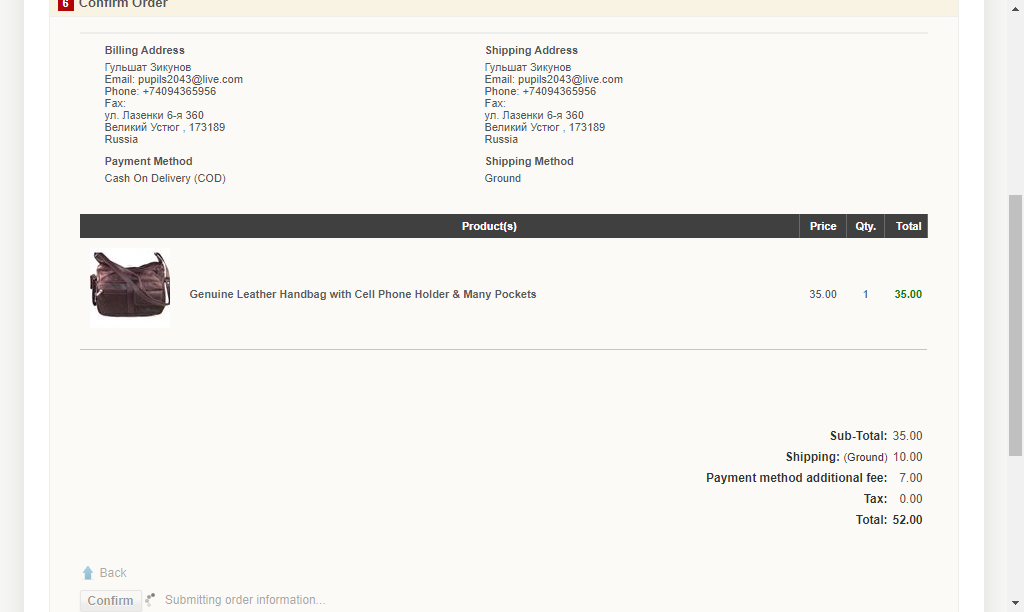 6 Confirm Order
Billing Address
Гульшат Зикунов
Email: pupils2043@live.com
Phone: +74094365956
Fax:
ул. Лазенки 6-я 360
Великий Устюг , 173189
Russia
Payment Method
Cash On Delivery (COD)
Shipping Address
Гульшат Зикунов
Email: pupils2043@live.com
Phone: +74094365956
Fax:
ул. Лазенки 6-я 360
Великий Устюг , 173189
Russia
Shipping Method
Ground
Product(s) Price Qty. Total
Genuine Leather Handbag with Cell Phone Holder & Many Pockets 35.00 1 35.00
Sub-Total: 35.00
Shipping: (Ground) 10.00
Payment method additional fee: 7.00
Tax: 0.00
Total: 52.00
Back
Confirm Submitting order information...